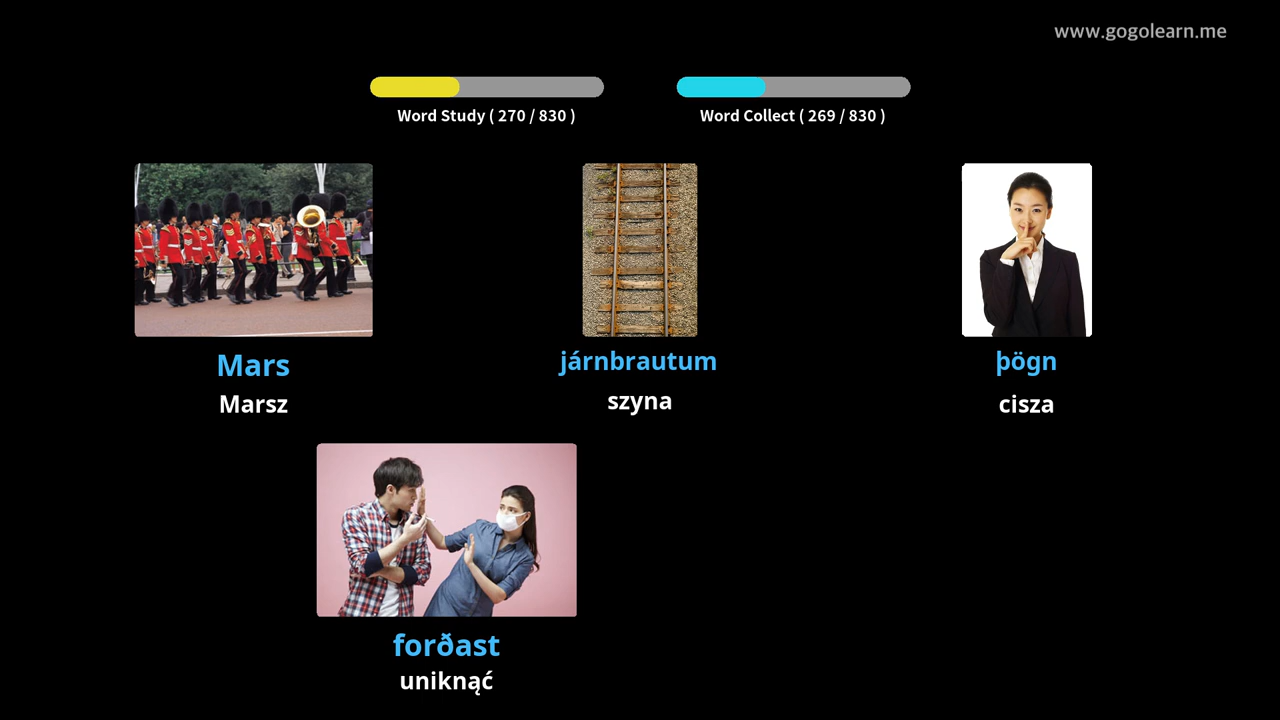 www.gogolearn.me
Word Study ( 270 / 830 )
Word Collect ( 269 / 830 )
Mars
Marsz
járnbrautum
szyna
þögn
cisza
forðast
uniknąć